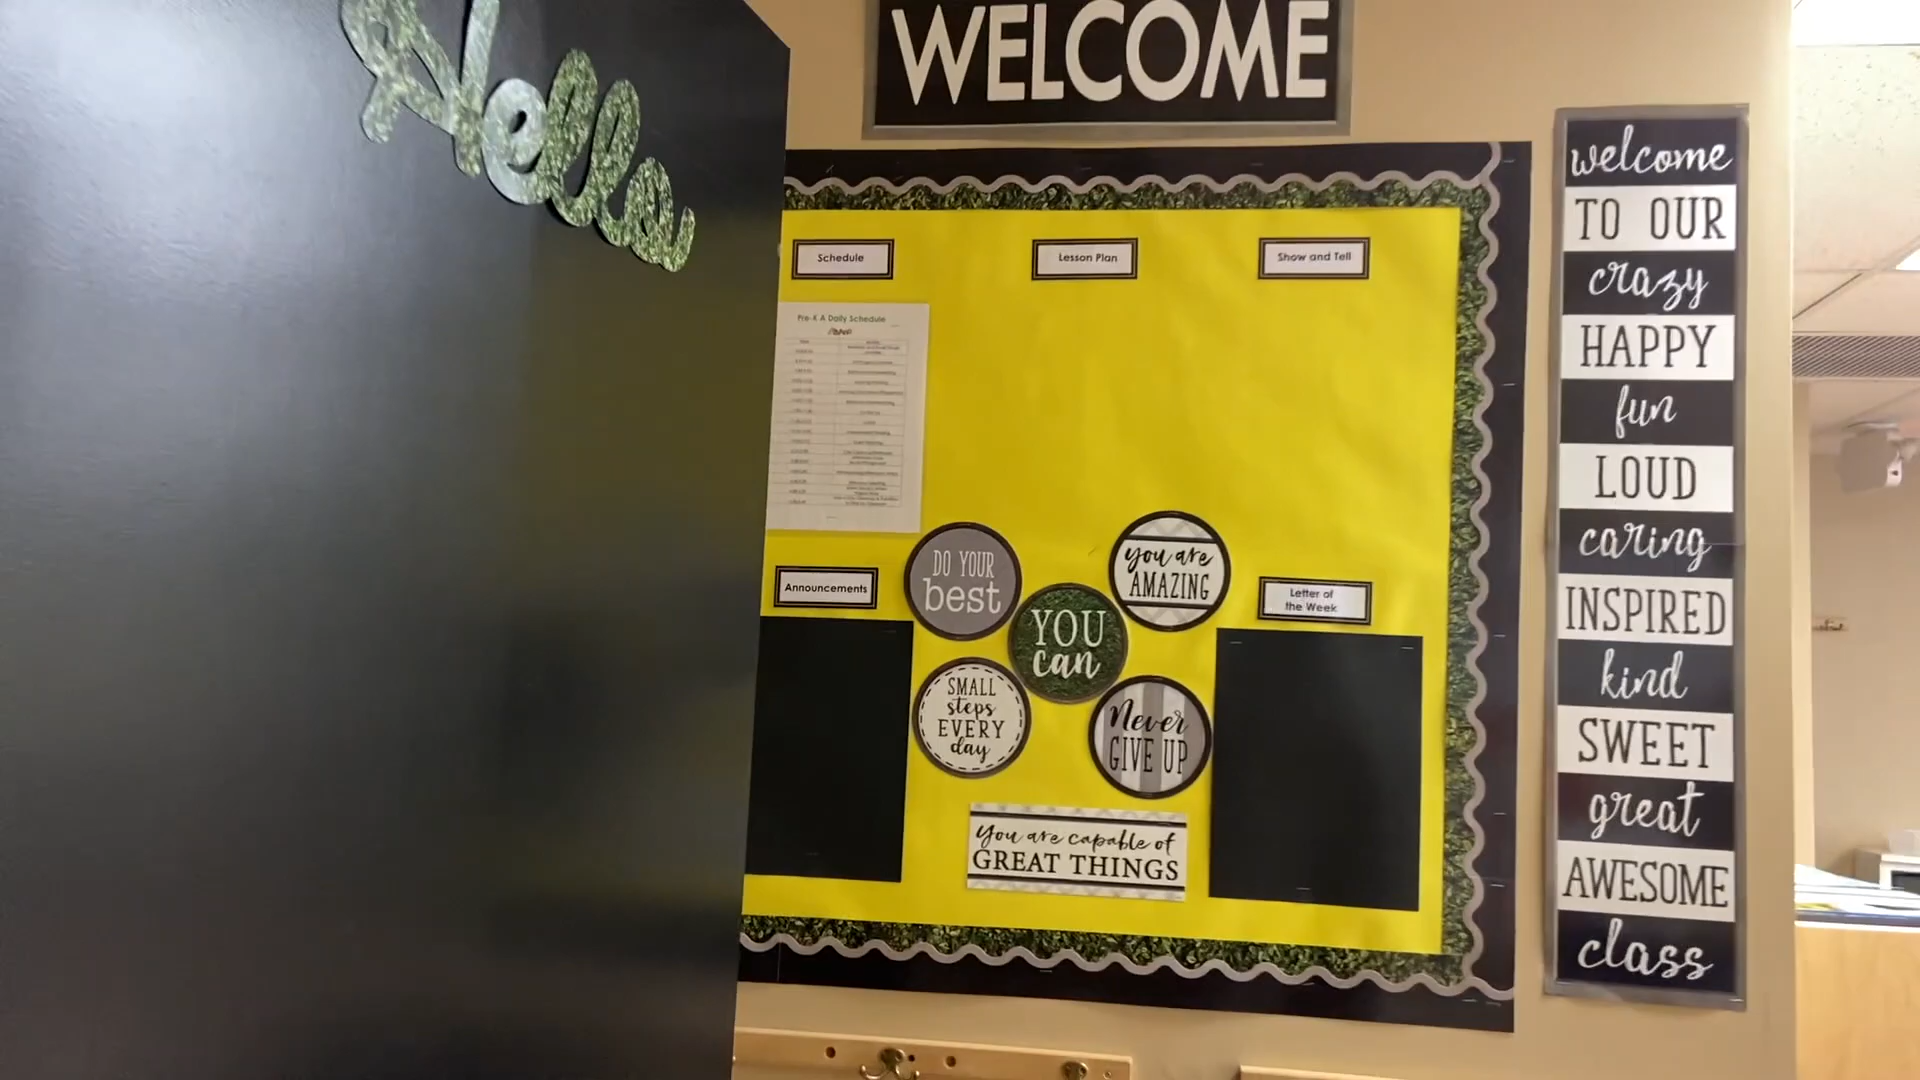 Hello
WELCOME
Schedule
Lesson Plan
Show and Tell
Pre-K A Daily Schedule
Announcements
DO YOUR
best
you are
AMAZING
YOU
can
SMALL
steps
EVERY
day
Never
GIVE UP
Letter of
the Week
You are capable of
GREAT THINGS
welcome
TO OUR
crazy
HAPPY
fun
LOUD
caring
INSPIRED
kind
SWEET
great
AWESOME
class